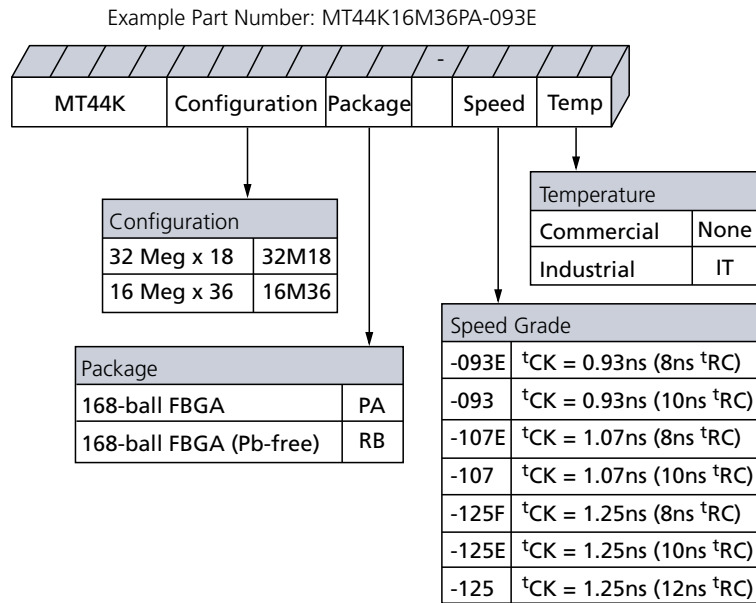 Example Part Number: MT44K16M36PA-093E
-
MT44K Configuration Package Speed Temp
Configuration
32 Meg x 18 32M18
16 Meg x 36 16M36
Package
168-ball FBGA PA
168-ball FBGA (Pb-free) RB
Temperature
Commercial None
Industrial IT
Speed Grade
-093E tCK = 0.93ns (8ns tRC)
-093 tCK = 0.93ns (10ns tRC)
-107E tCK = 1.07ns (8ns tRC)
-107 tCK = 1.07ns (10ns tRC)
-125F tCK = 1.25ns (8ns tRC)
-125E tCK = 1.25ns (10ns tRC)
-125 tCK = 1.25ns (12ns tRC)